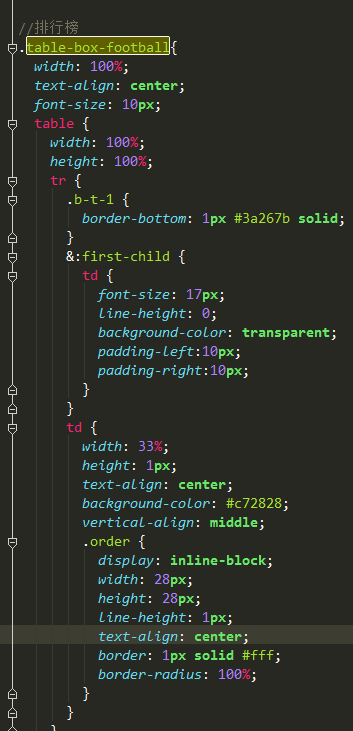 //排行榜
.table-box-football{
width: 100%;
text-align: center;
font-size: 10px;
table {
width: 100%;
height: 100%;
tr {
.b-t-1 {
border-bottom: 1px #3a267b solid;
}
&:first-child {
td {
font-size: 17px;
line-height: 0;
background-color: transparent;
padding-left:10px;
padding-right:10px;
}
}
td {
width: 33%;
height: 1px;
text-align: center;
background-color: #c72828;
vertical-align: middle;
.order {
display: inline-block;
width: 28px;
height: 28px;
line-height: 1px;
text-align: center;
border: 1px solid #fff;
border-radius: 100%;
}
}
}